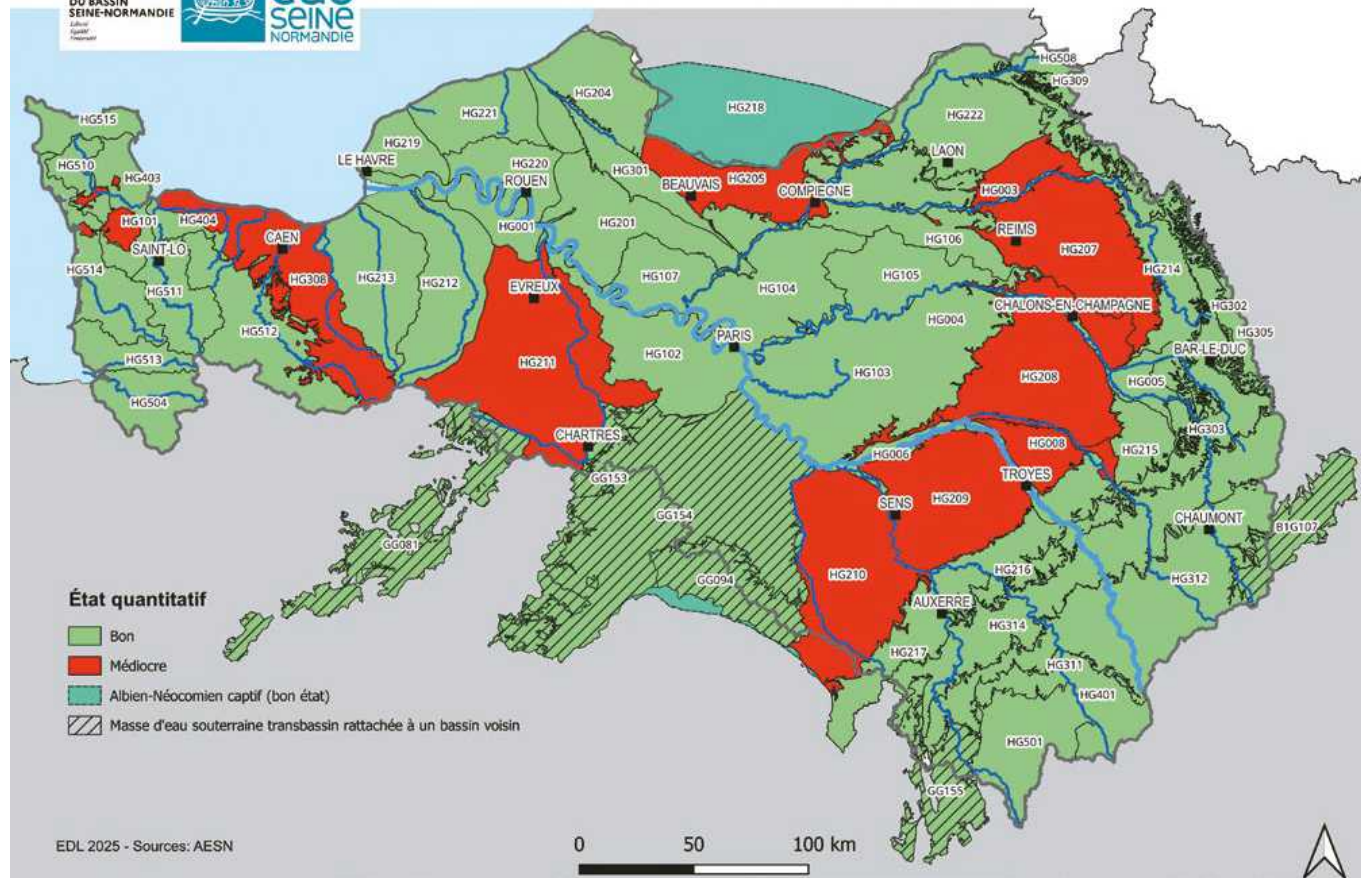 DU BASSIN
SEINE-NORMANDIE
Liberté
Égalité
Fraternité
eau
SEINE
NORMANDIE
HG508
HG309
HG204
HG218
HG222
HG221
HG515
HG219
LAON
LE HAVRE
HG220
HG510
HG403
ROUEN
HG301
BEAUVAIS
HG205
COMPIEGNE
HG003
HG101
HG404
HG001
HG201
REIMS
CAEN
HG106
HG207
SAINT-LO
HG514
HG308
HG213
HG212
EVREUX
HG107
HG104
HG105
HG214
HG511
CHALONS-EN-CHAMPAGNE
HG302
HG512
PARIS
HG004
HG305
HG513
HG211
HG102
HG103
BAR-LE-DUC
HG208
HG005
HG504
CHARTRES
HG303
HG006
HG008
HG215
GG153
TROYES
SENS
HG209
GG154
CHAUMONT
B1G107
GG081
HG210
GG094
HG216
HG312
AUXERRE
HG314
HG217
HG311
HG401
HG501
GG155
État quantitatif
Bon
Médiocre
Albien-Néocomien captif (bon état)
Masse d'eau souterraine transbassin rattachée à un bassin voisin
EDL 2025 - Sources: AESN
0 50 100 km